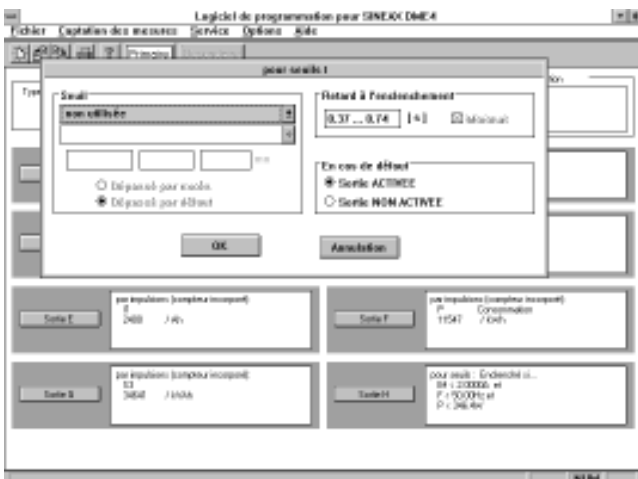 Logiciel de programmation pour SINEAX DME4
Fichier Captation des mesures Service Options Aide
Primaire
pour seuils 1
Seuil
non utilisée
Dépassé par excès
Dépassé par défaut
Retard à l'enclenchement
0,37 ... 0,74 [s] Minimal
En cas de défaut
Sortie ACTIVEE
Sortie NON ACTIVEE
OK
Annulation
Type
Sortie E
par impulsions (compteur incorporé)
2400 / Ah
Sortie F
par impulsions (compteur incorporé)
P Consommation
11547 / kWh
Sortie G
par impulsions (compteur incorporé)
S3
Sortie H
pour seuils : Enclenché si...